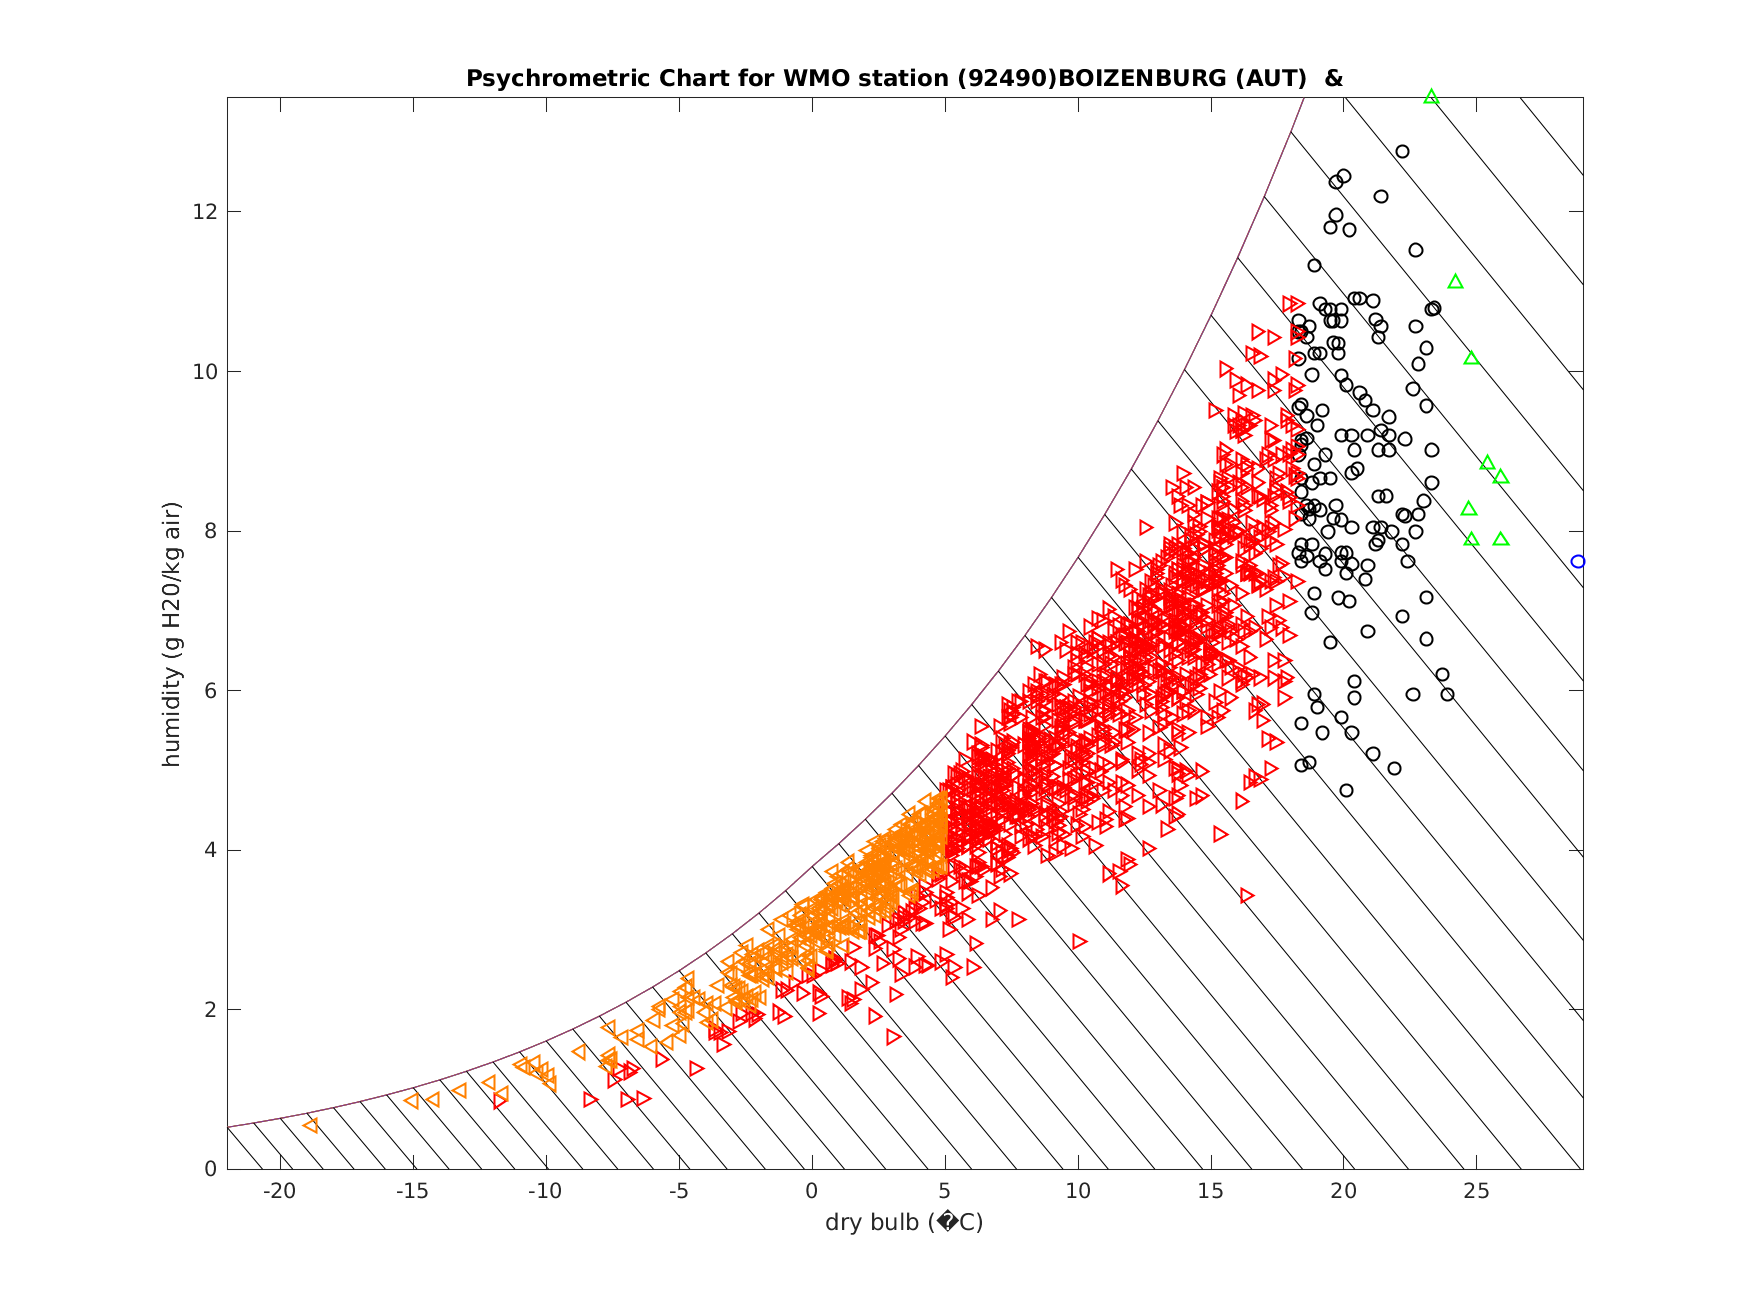 Psychrometric Chart for WMO station (92490)BOIZENBURG (AUT)  &
humidity (g H20/kg air)
12
10
8
6
4
2
0
-20 -15 -10 -5 0 5 10 15 20 25
dry bulb (�C)